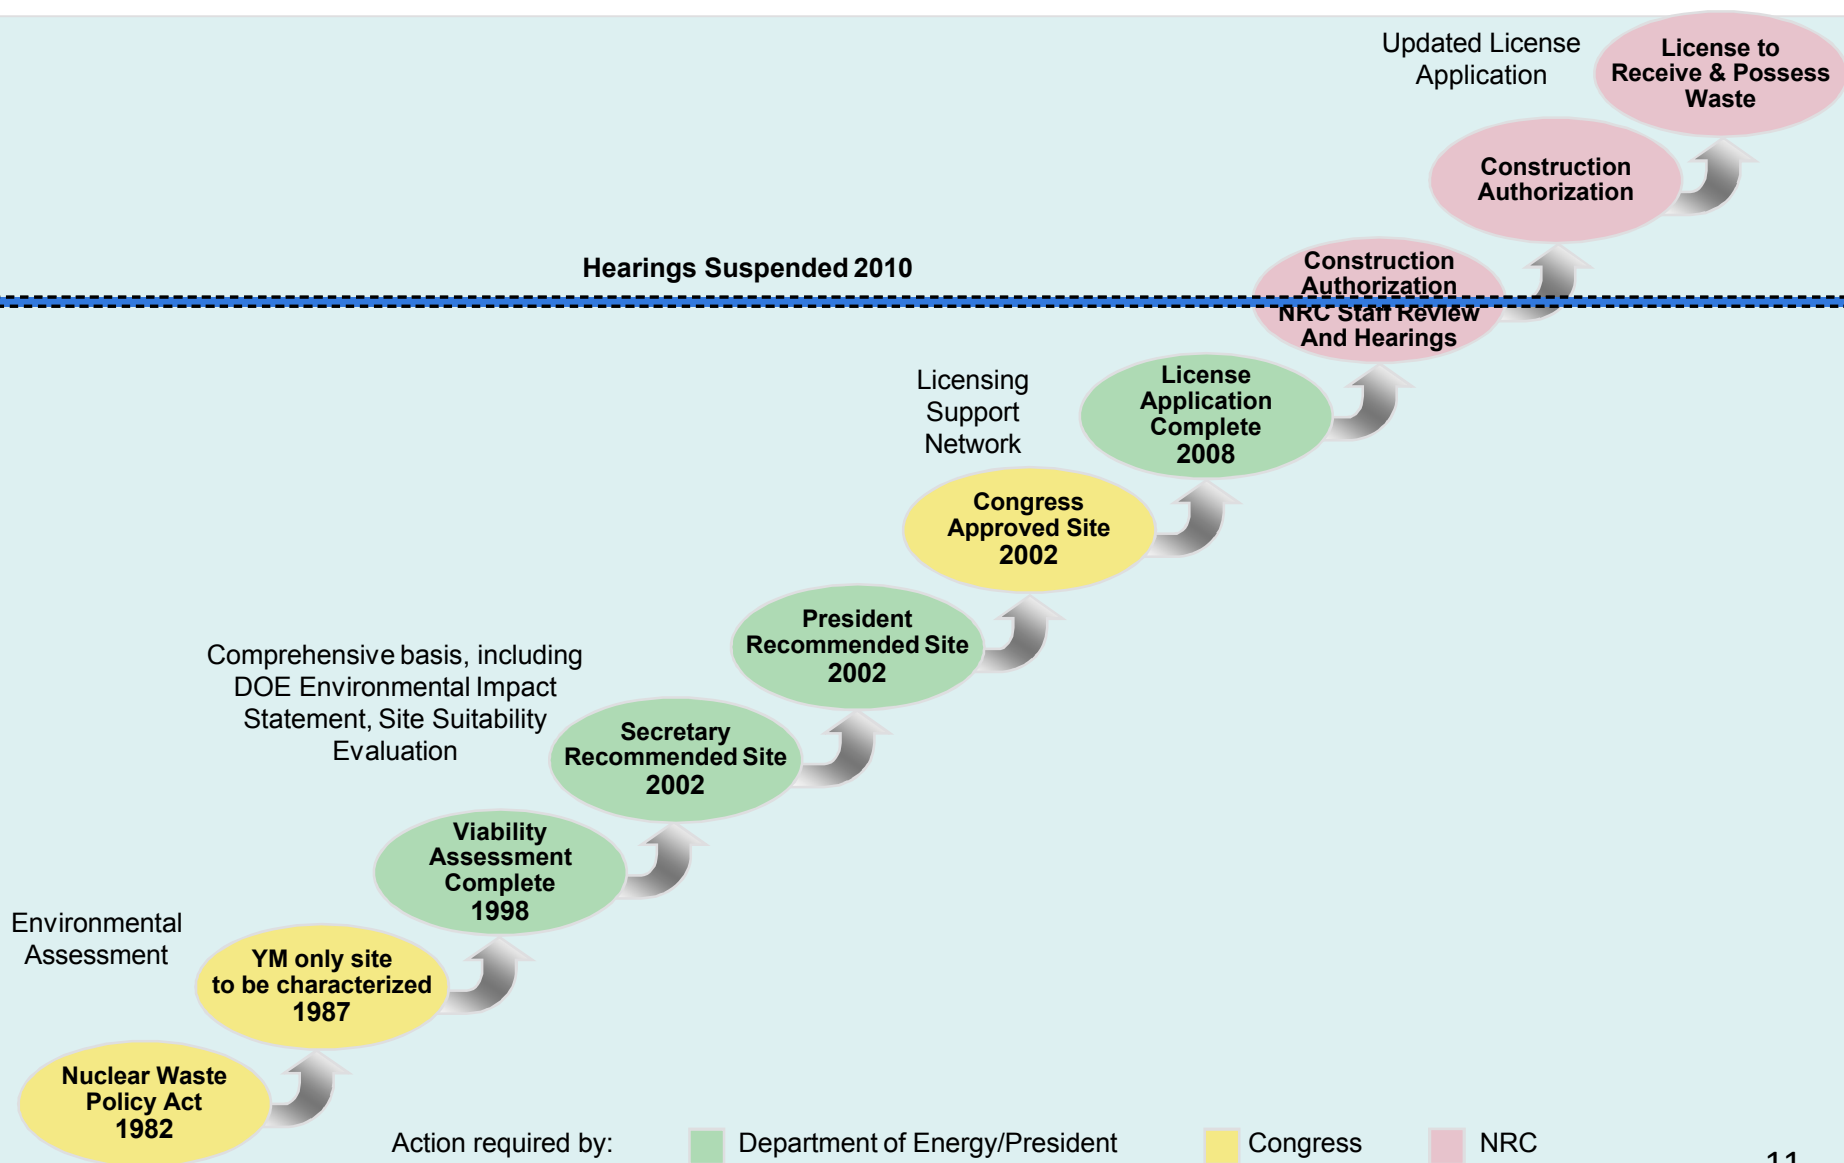 Updated License
Application
License to
Receive & Possess
Waste
Construction
Authorization
Hearings Suspended 2010
Construction
Authorization
NRC Staff Review
And Hearings
Licensing
Support
Network
License
Application
Complete
2008
Congress
Approved Site
2002
President
Recommended Site
2002
Comprehensive basis, including
DOE Environmental Impact
Statement, Site Suitability
Evaluation
Secretary
Recommended Site
2002
Viability
Assessment
Complete
1998
Environmental
Assessment
YM only site
to be characterized
1987
Nuclear Waste
Policy Act
1982
Action required by: Department of Energy/President Congress NRC
11